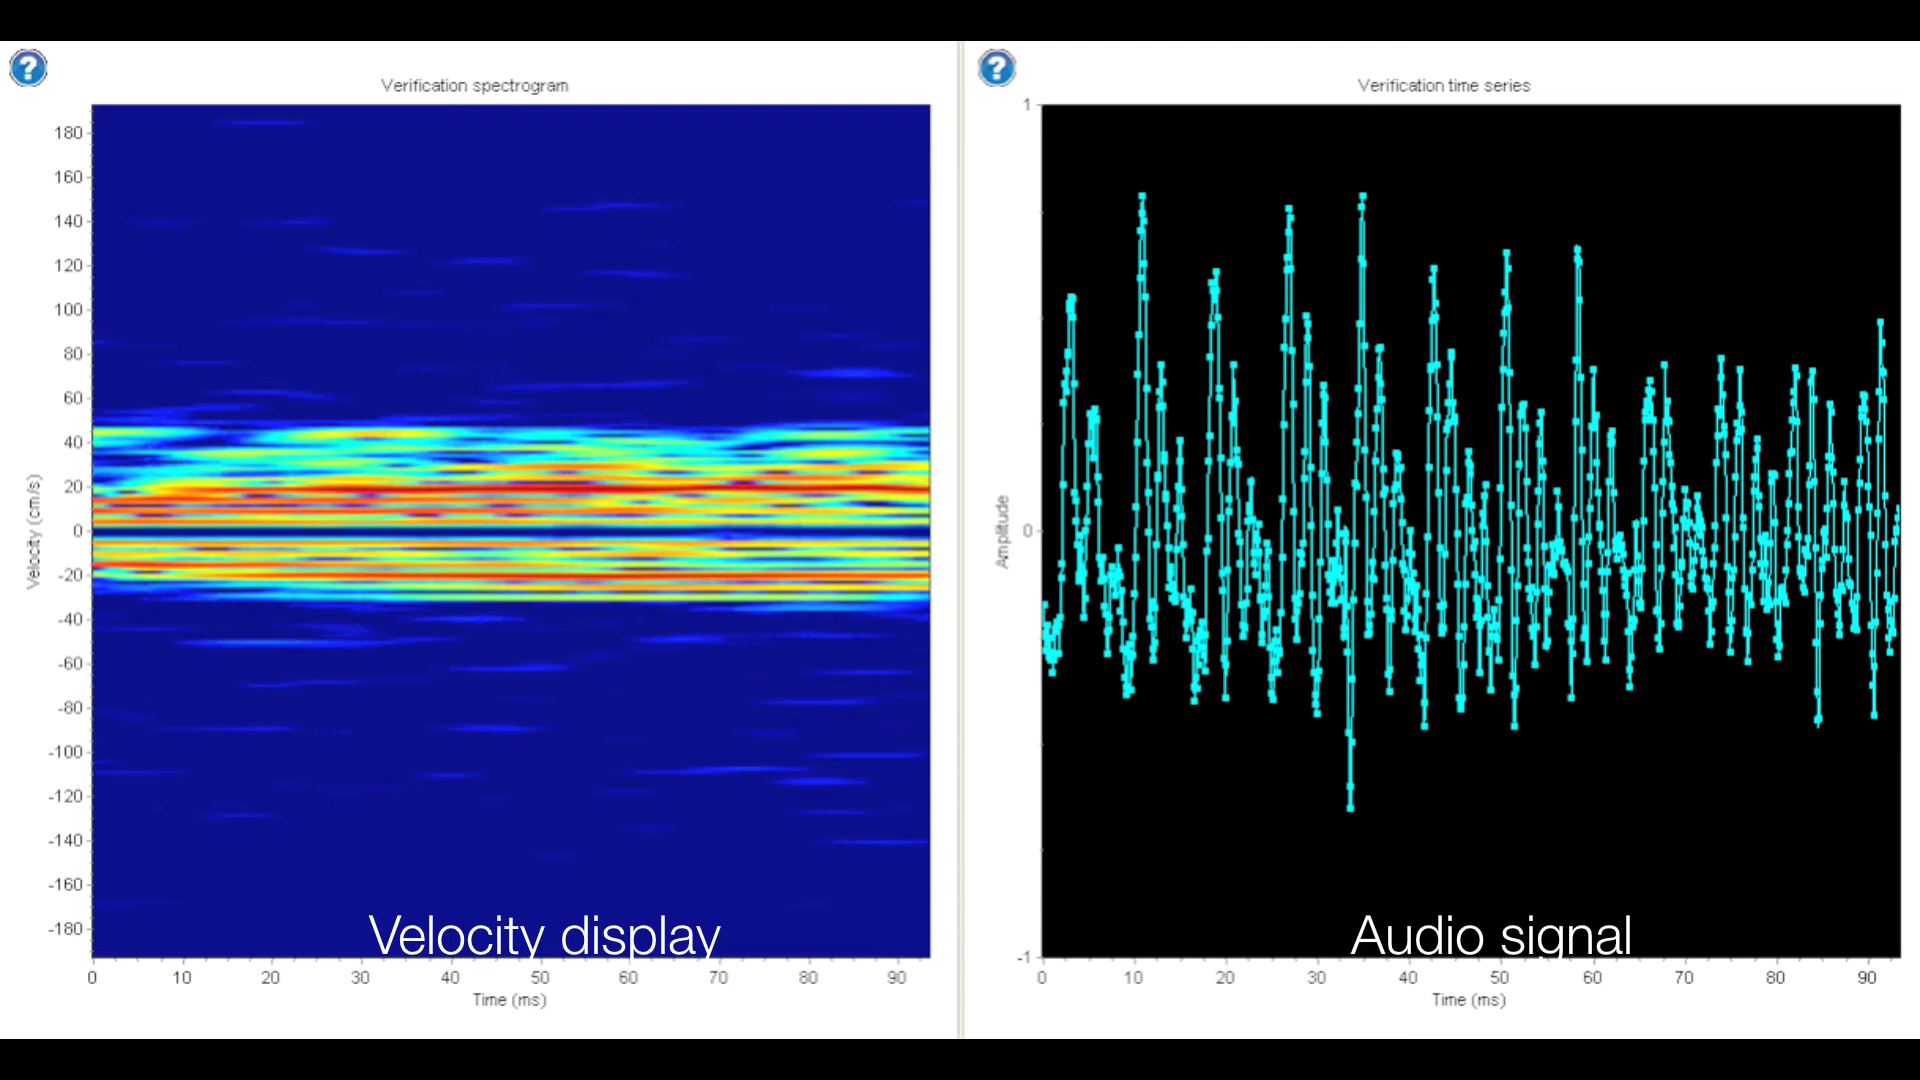 ?
Verification spectrogram
180
160
140
120
100
80
60
40
20
0
-20
-40
-60
-80
-100
-120
-140
-160
-180
Velocity (cm/s)
Velocity display
0 10 20 30 40 50 60 70 80 90
Time (ms)
?
Verification time series
1
0
-1
Amplitude
Audio signal
0 10 20 30 40 50 60 70 80 90
Time (ms)